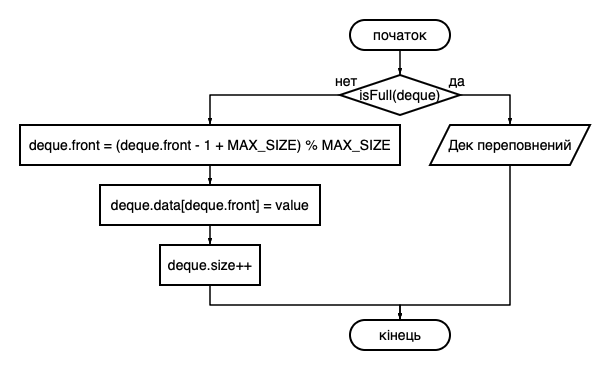 початок
нет
да
isFull(deque)
deque.front = (deque.front - 1 + MAX_SIZE) % MAX_SIZE
Дек переповнений
deque.data[deque.front] = value
deque.size++
кінець